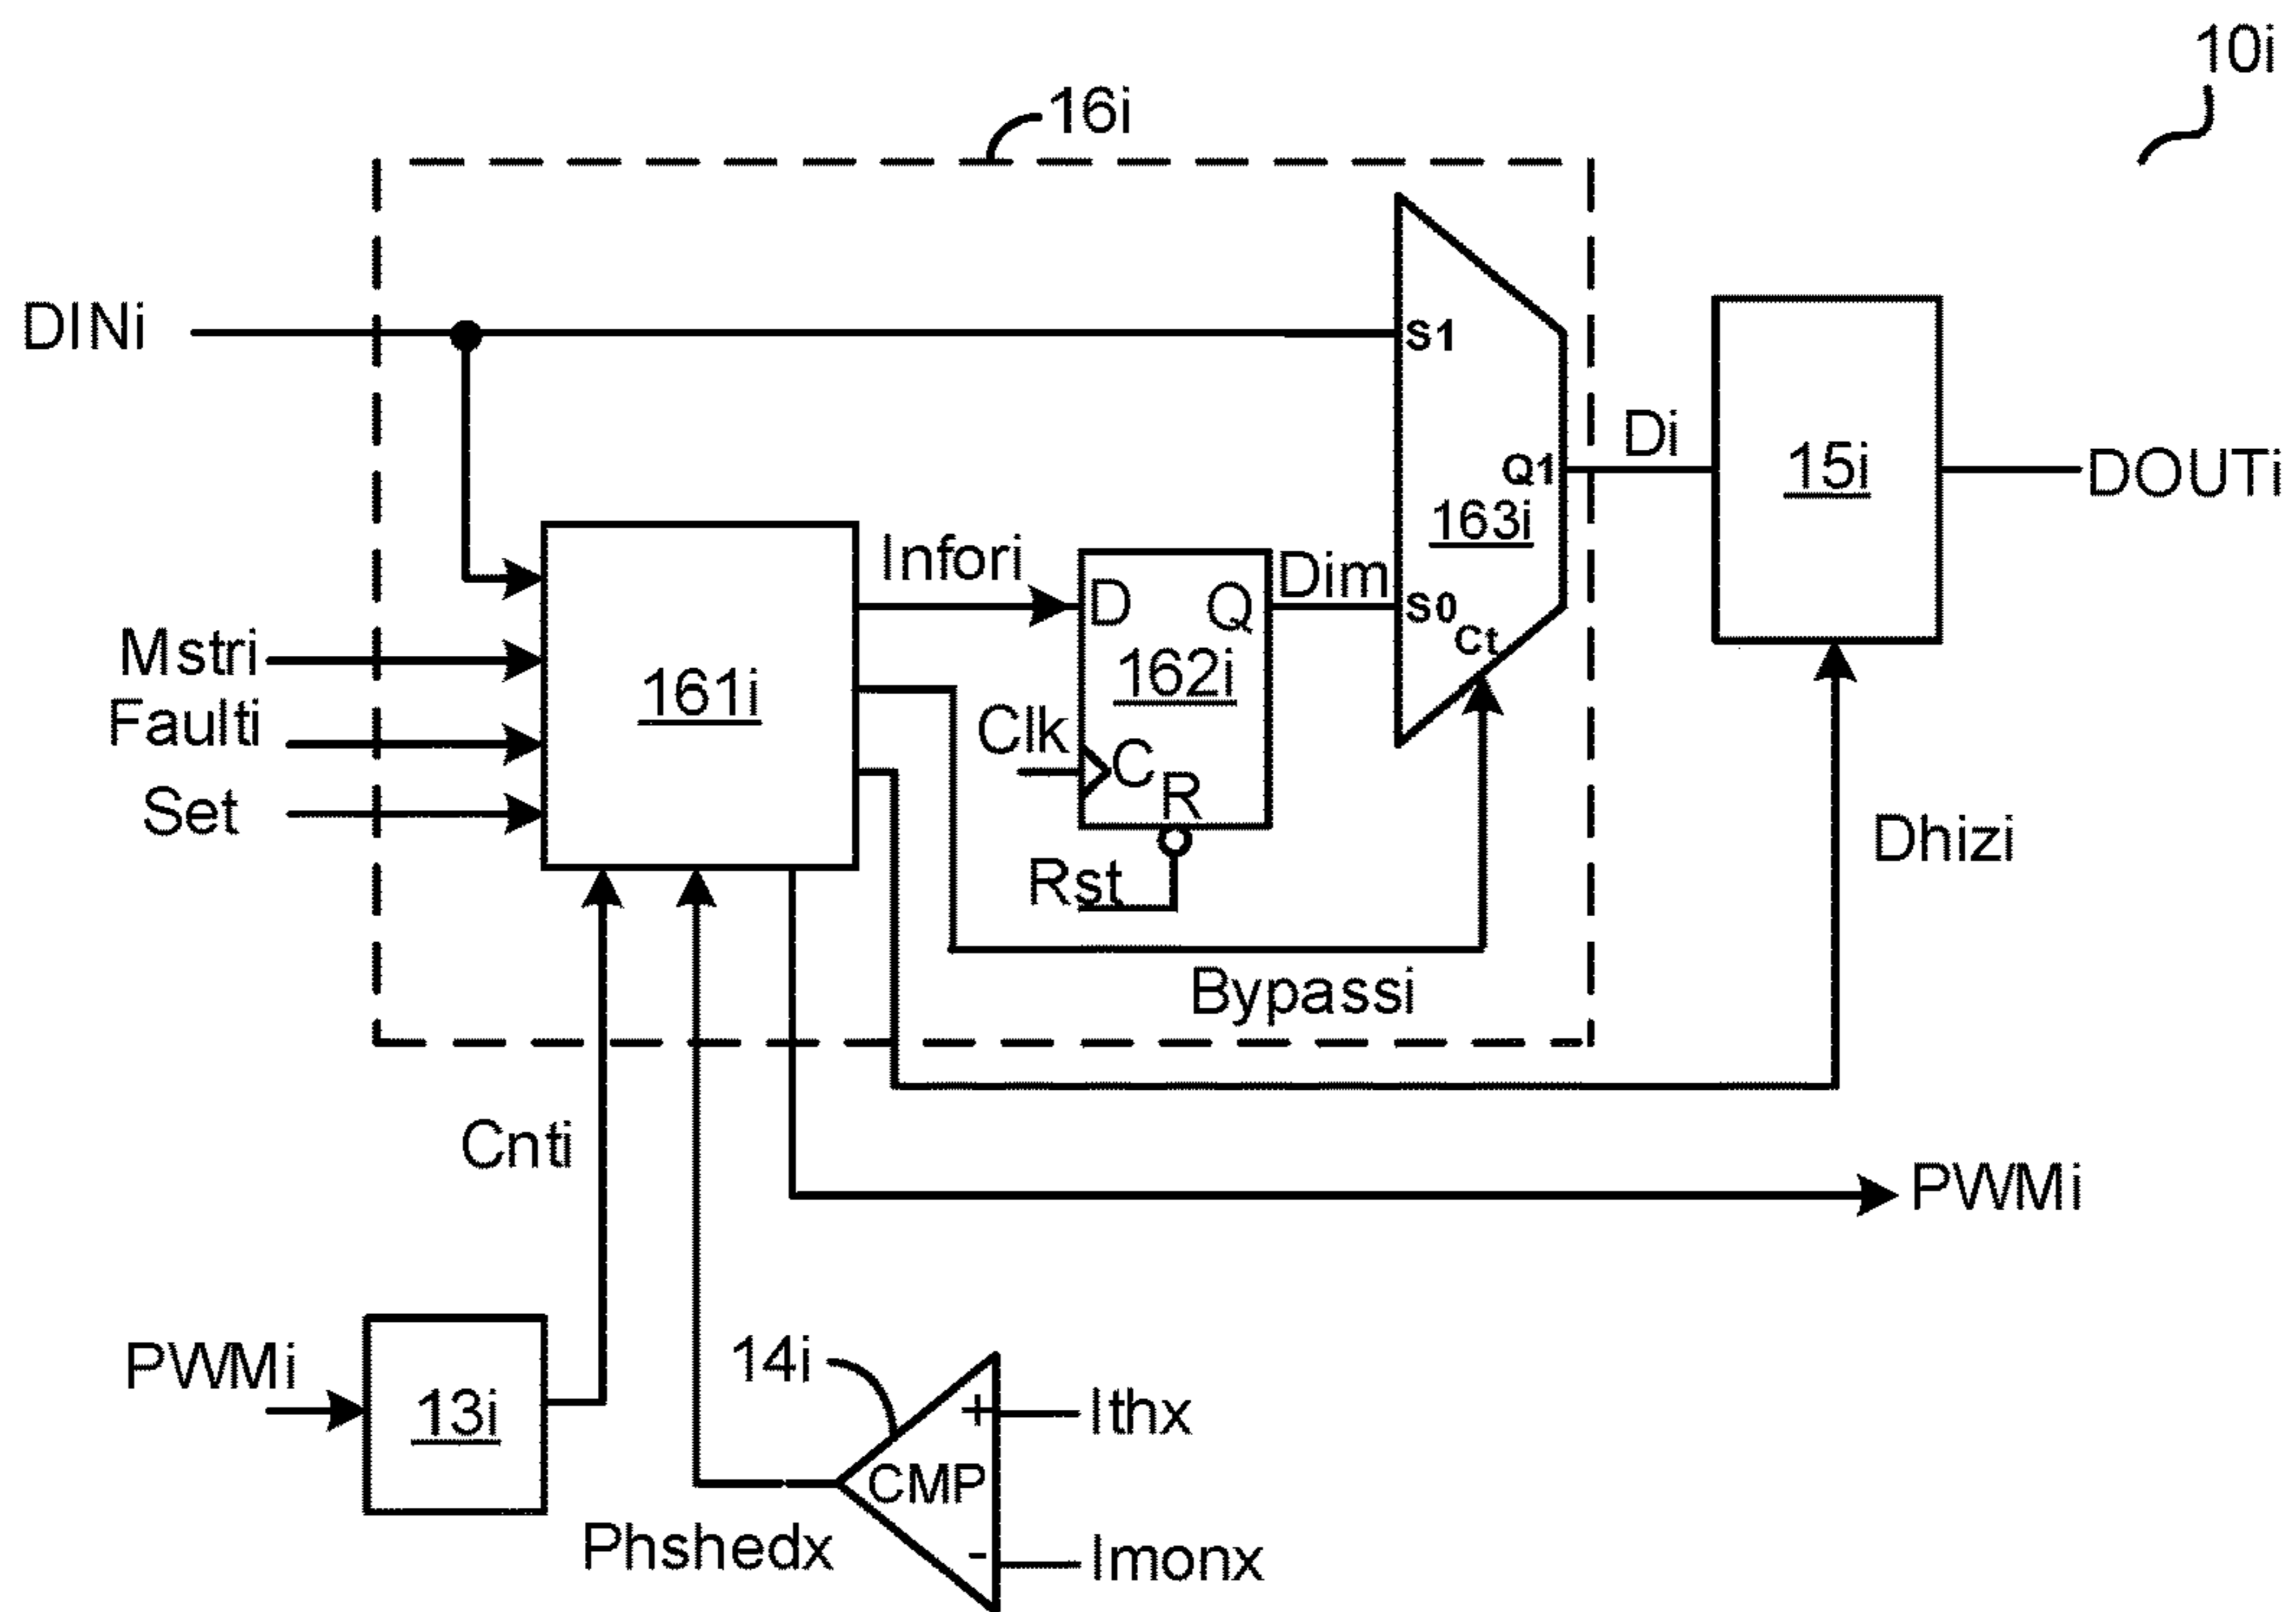 10i
16i
DINi
S1
Di
Q1
15i
DOUTi
163i
Infori
Dim
D
Q
S0
Ct
Mstri
161i
162i
Faulti
Clk
C
R
Set
Rst
Dhizi
Bypassi
Cnti
PWMi
PWMi
14i
13i
+
Ithx
CMP
Phshedx
-
Imonx